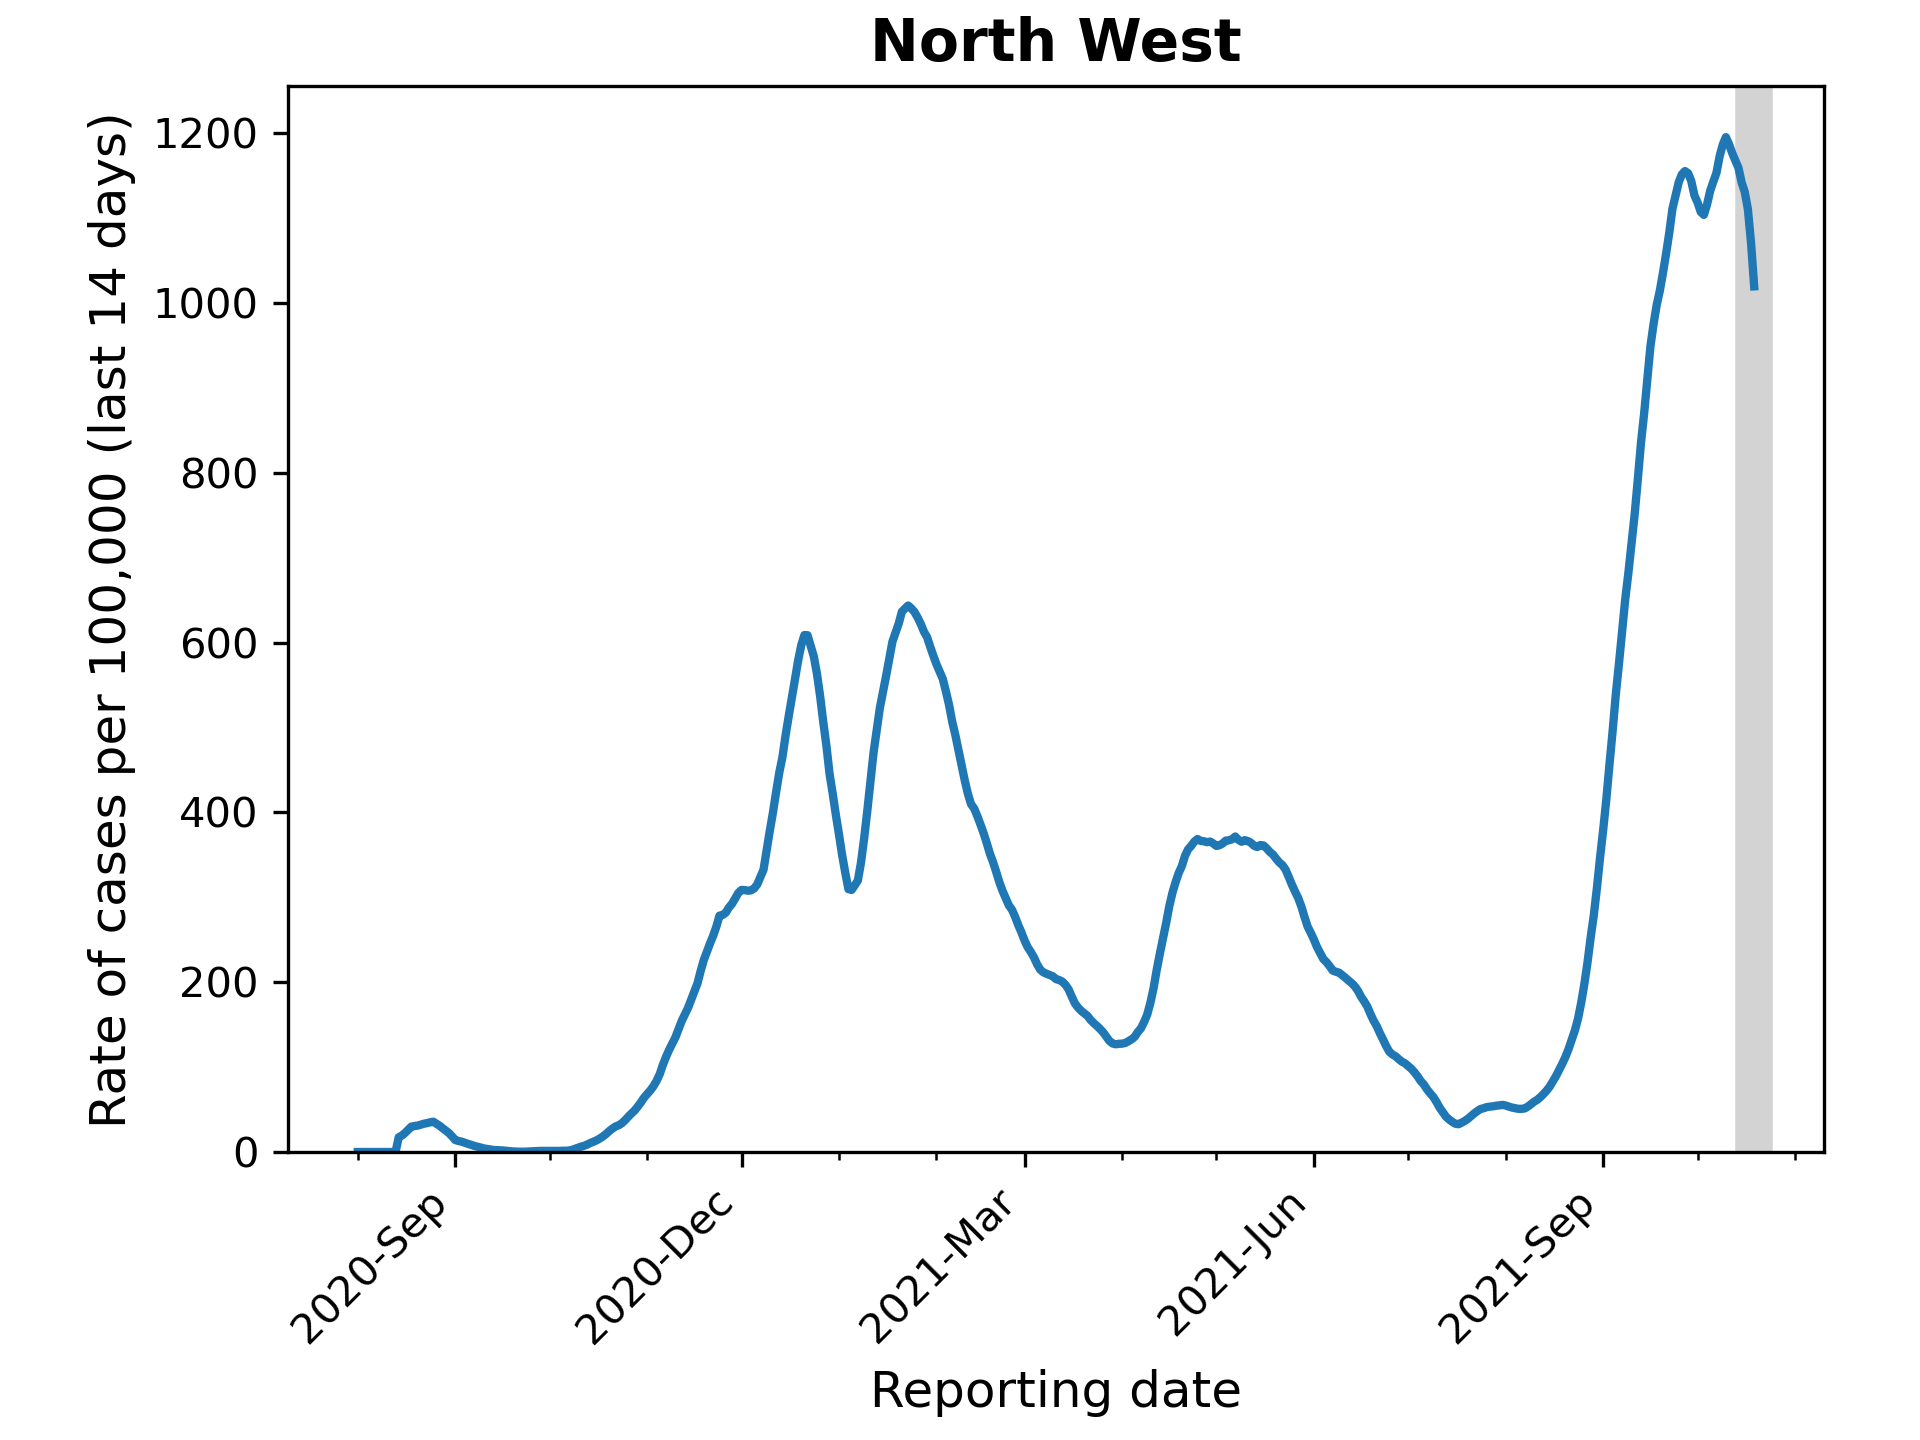 North West
Rate of cases per 100,000 (last 14 days)
1200
1000
800
600
400
200
0
2020-Sep
2020-Dec
2021-Mar
2021-Jun
2021-Sep
Reporting date